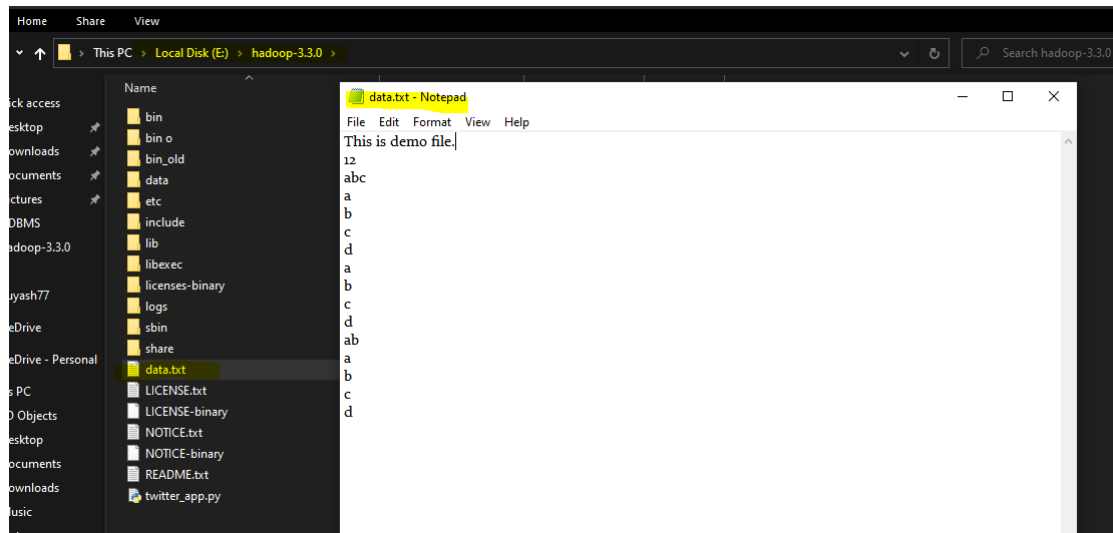 Home Share View
This PC > Local Disk (E:) > hadoop-3.3.0 >
Search hadoop-3.3.0
ick access
esktop
ownloads
ocuments
ictures
DBMS
adoop-3.3.0
uyash77
eDrive
eDrive - Personal
s PC
D Objects
esktop
ocuments
ownloads
lusic
Name
bin
bin o
bin_old
data
etc
include
lib
libexec
licenses-binary
logs
sbin
share
data.txt
LICENSE.txt
LICENSE-binary
NOTICE.txt
NOTICE-binary
README.txt
twitter_app.py
data.txt - Notepad
File Edit Format View Help
This is demo file.
12
abc
a
b
c
d
a
b
c
d
ab
a
b
c
d